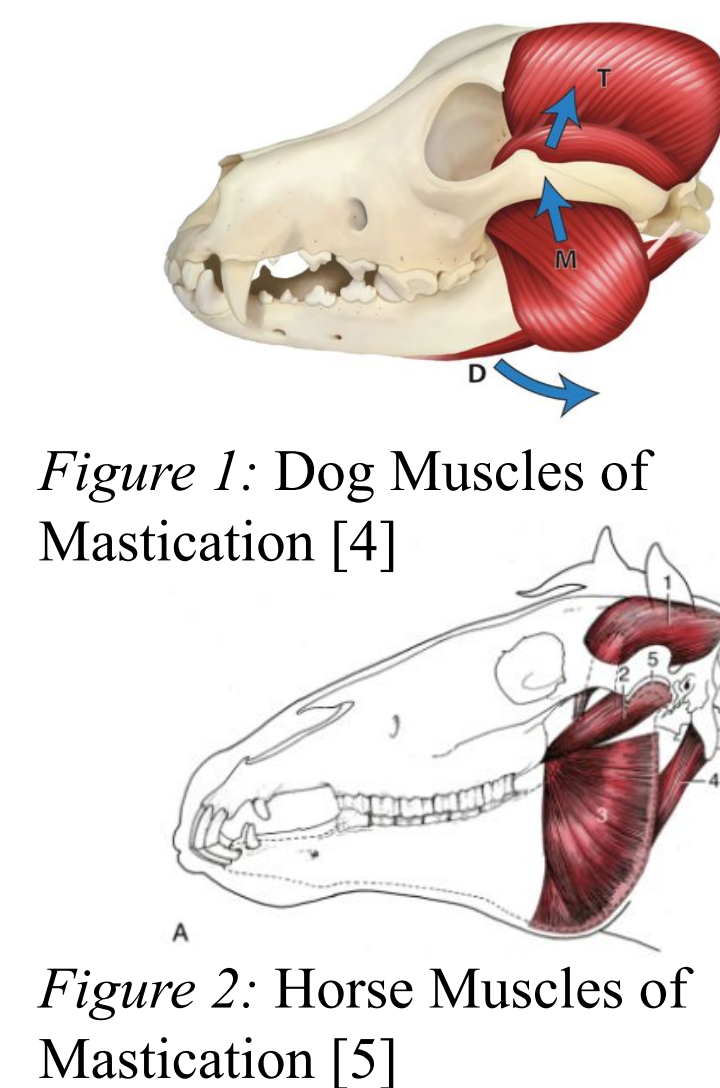 T
M
D
Figure 1: Dog Muscles of
Mastication [4]
1
5
2
4
3
A
Figure 2: Horse Muscles of
Mastication [5]